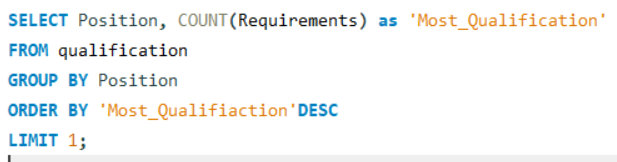 SELECT Position, COUNT(Requirements) as 'Most_Qualification'
FROM qualification
GROUP BY Position
ORDER BY 'Most_Qualifiaction'DESC
LIMIT 1;